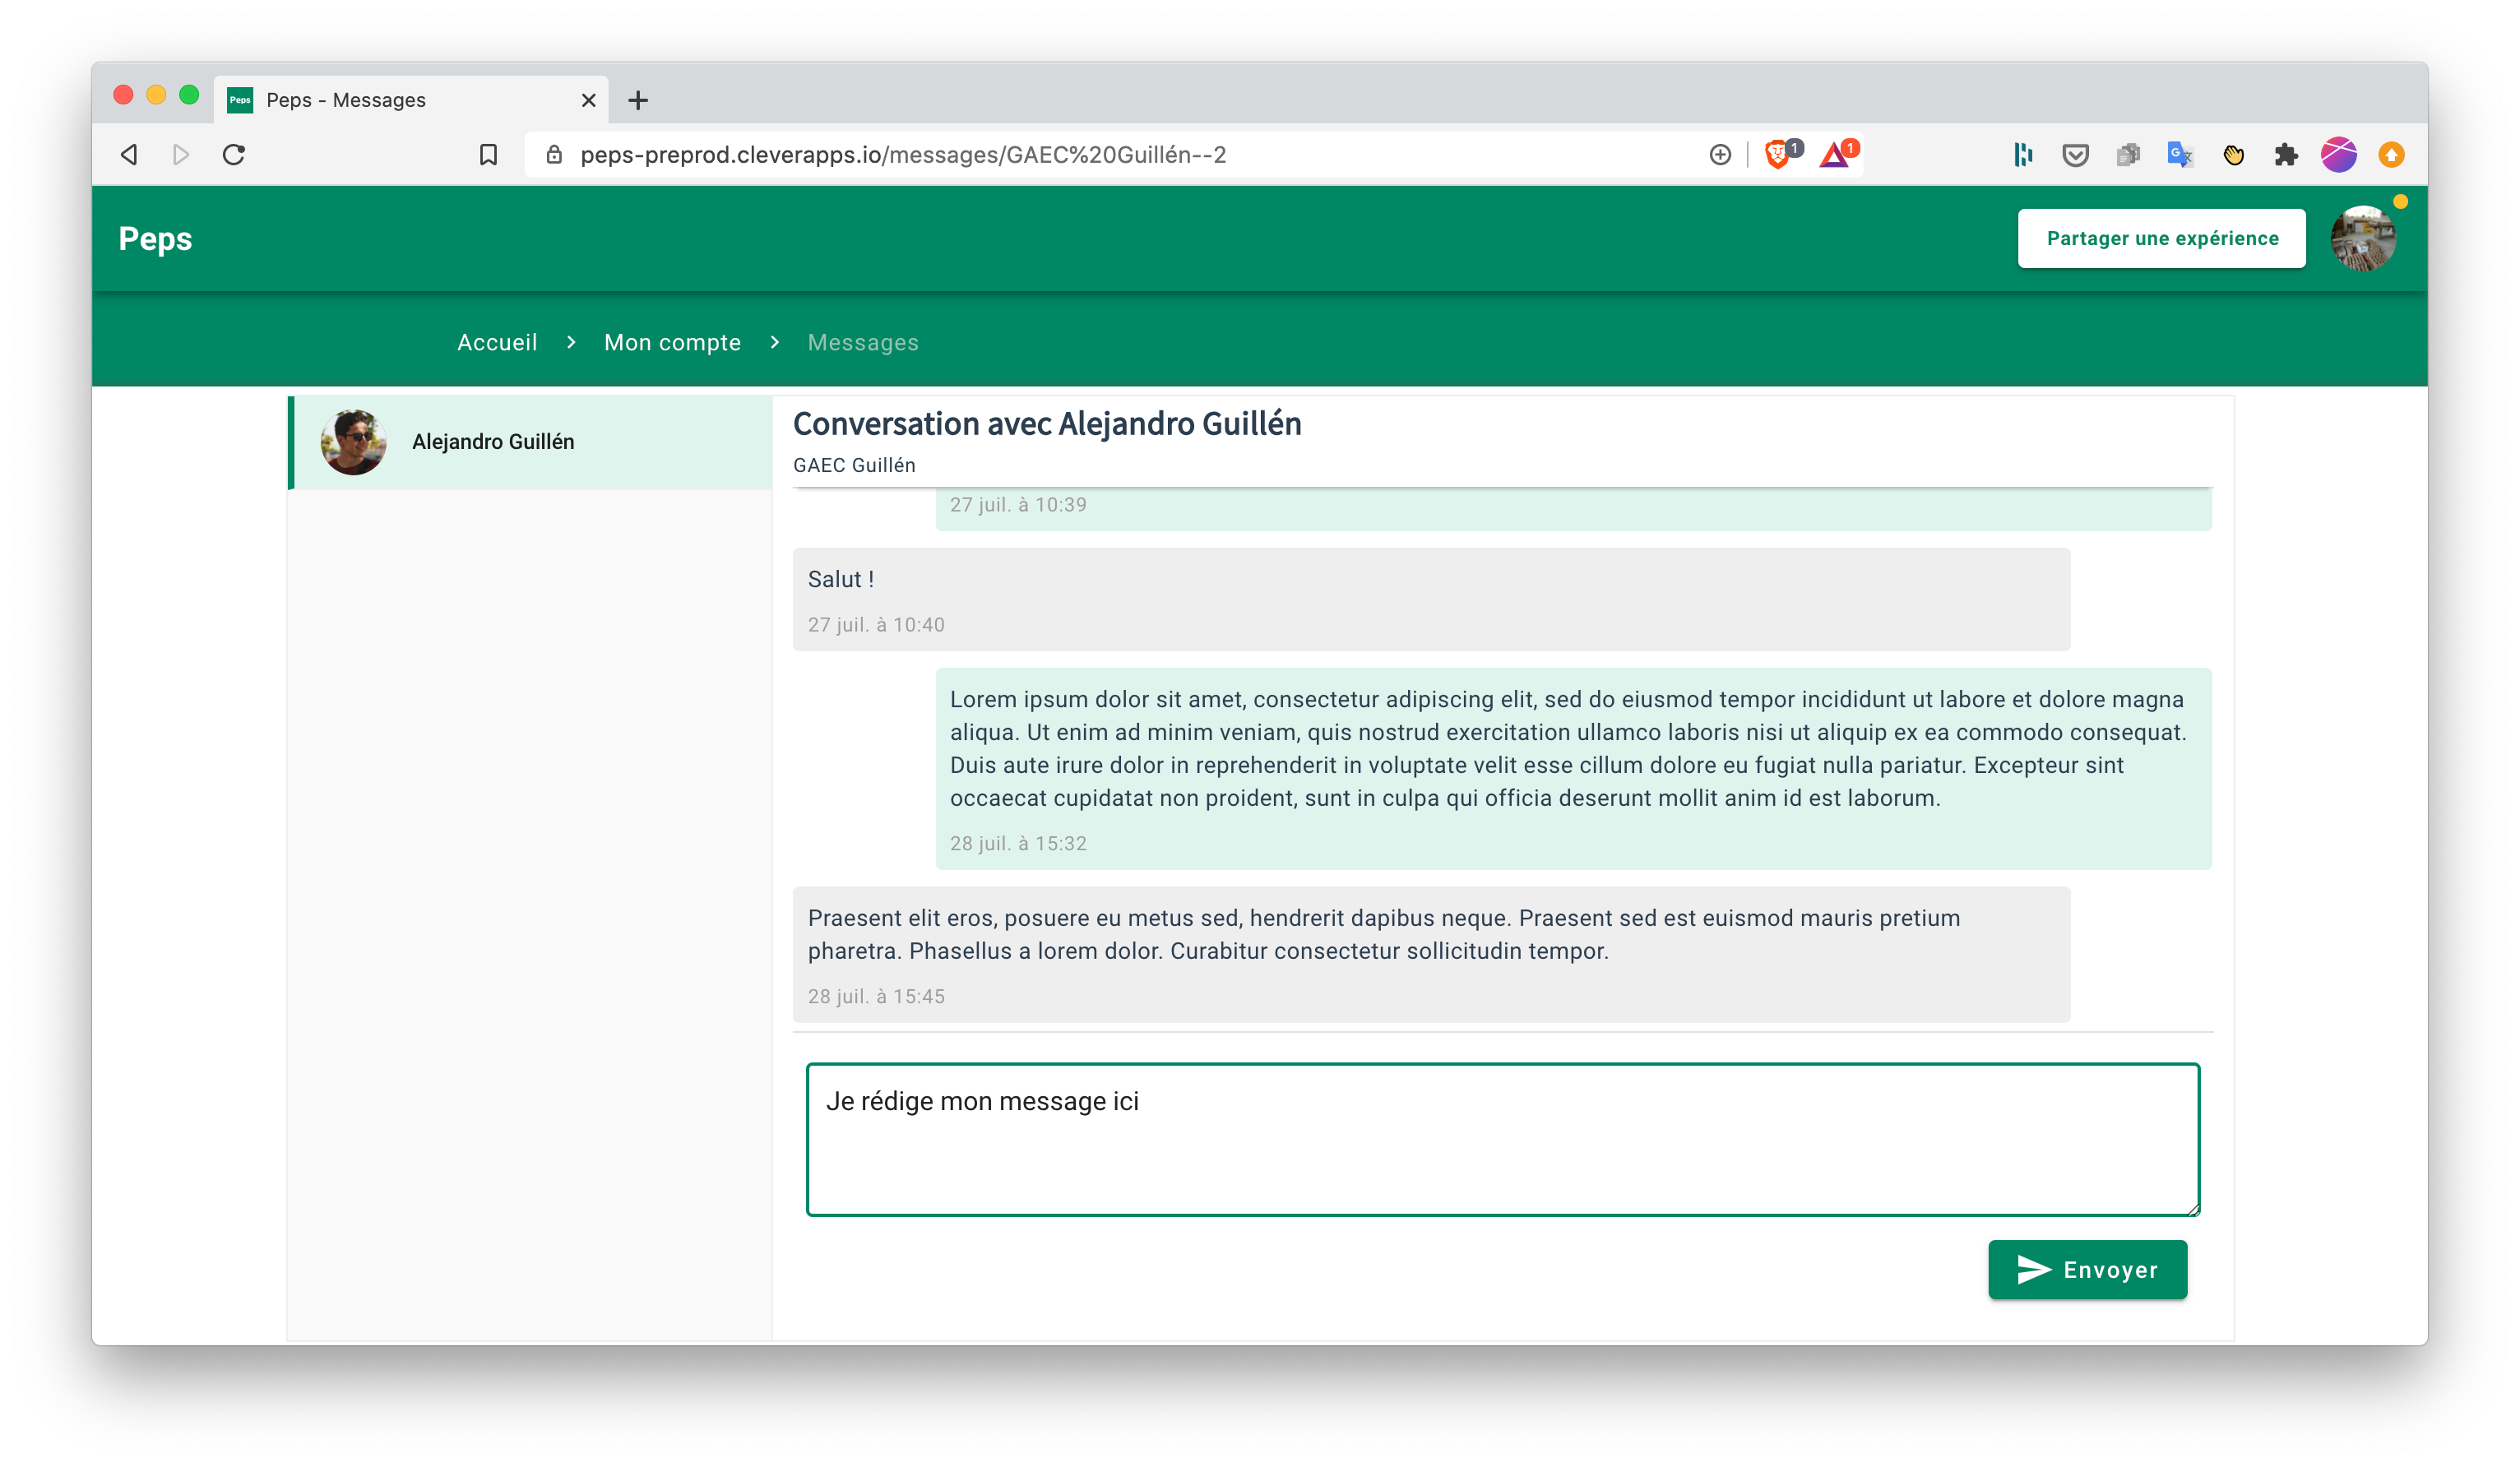 Peps
Peps - Messages
peps-preprod.cleverapps.io/messages/GAEC%20Guillén--2
1
1
Peps
Partager une expérience
Accueil
Mon compte
Messages
Alejandro Guillén
Conversation avec Alejandro Guillén
GAEC Guillén
27 juil. à 10:39
Salut !
27 juil. à 10:40
Lorem ipsum dolor sit amet, consectetur adipiscing elit, sed do eiusmod tempor incididunt ut labore et dolore magna
aliqua. Ut enim ad minim veniam, quis nostrud exercitation ullamco laboris nisi ut aliquip ex ea commodo consequat.
Duis aute irure dolor in reprehenderit in voluptate velit esse cillum dolore eu fugiat nulla pariatur. Excepteur sint
occaecat cupidatat non proident, sunt in culpa qui officia deserunt mollit anim id est laborum.
28 juil. à 15:32
Praesent elit eros, posuere eu metus sed, hendrerit dapibus neque. Praesent sed est euismod mauris pretium
pharetra. Phasellus a lorem dolor. Curabitur consectetur sollicitudin tempor.
28 juil. à 15:45
Je rédige mon message ici
Envoyer